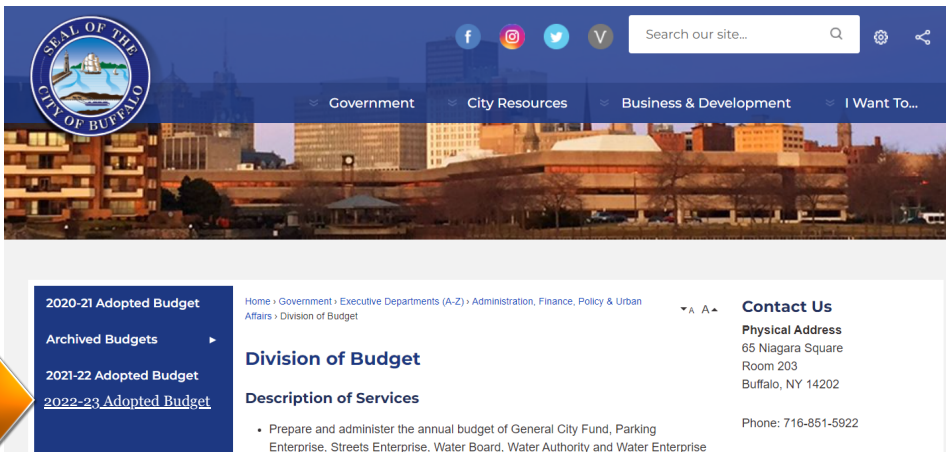 SEAL OF THE
CITY OF BUFFALO
f
V
Search our site...
Government
City Resources
Business & Development
I Want To...
2020-21 Adopted Budget
Archived Budgets
2021-22 Adopted Budget
2022-23 Adopted Budget
Home › Government › Executive Departments (A-Z) › Administration, Finance, Policy & Urban
Affairs › Division of Budget
A A
Division of Budget
Description of Services
• Prepare and administer the annual budget of General City Fund, Parking
Enterprise, Streets Enterprise, Water Board, Water Authority and Water Enterprise
Contact Us
Physical Address
65 Niagara Square
Room 203
Buffalo, NY 14202
Phone: 716-851-5922